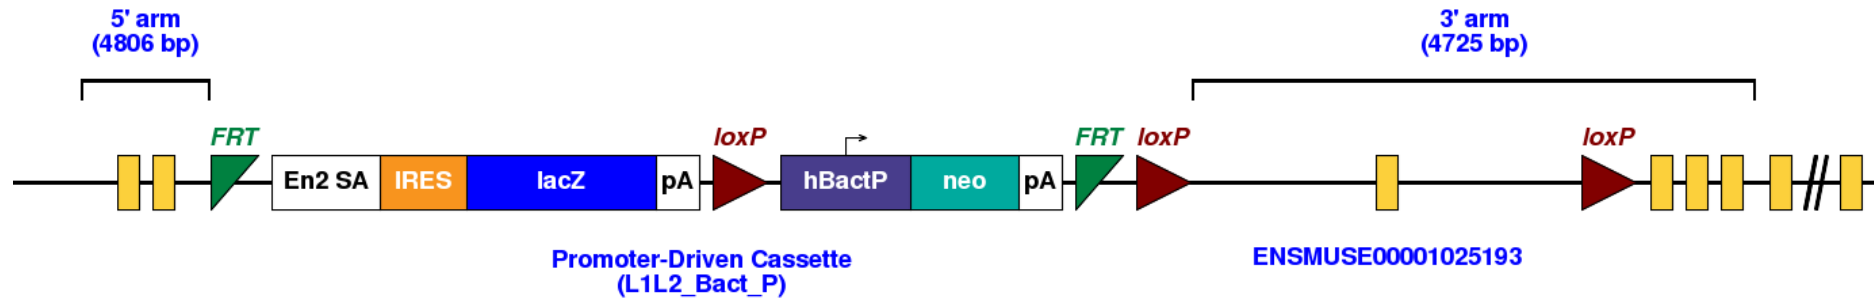 5' arm
(4806 bp)
3' arm
(4725 bp)
FRT
loxP
FRT
loxP
loxP
En2 SA
IRES
lacZ
pA
hBactP
neo
pA
Promoter-Driven Cassette
(L1L2_Bact_P)
ENSMUSE00001025193